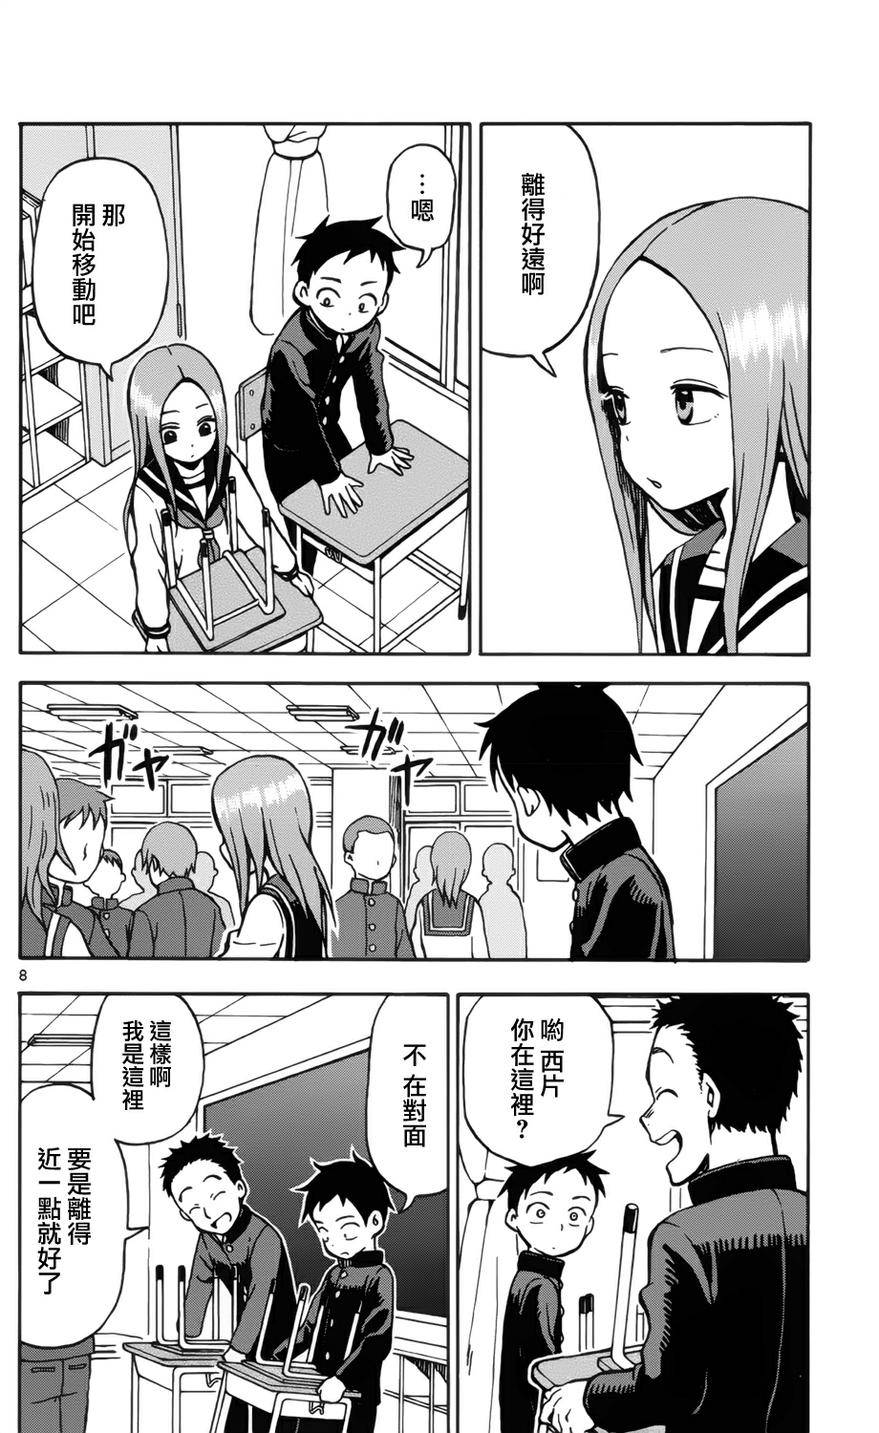 離得好遠啊
…
嗯
那
開始移動吧
ガヤ
ガヤ
8
喲 西片
你在這裡?
不 在對面
這樣啊
我是這裡
要是離得
近一點就好了